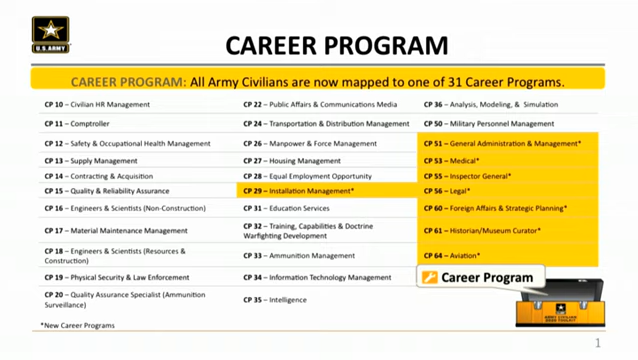 U.S.ARMY
CAREER PROGRAM
CAREER PROGRAM: All Army Civilians are now mapped to one of 31 Career Programs.
CP 10 – Civilian HR Management
CP 11 – Comptroller
CP 12 – Safety & Occupational Health Management
CP 13 – Supply Management
CP 14 – Contracting & Acquisition
CP 15 – Quality & Reliability Assurance
CP 16 – Engineers & Scientists (Non-Construction)
CP 17 – Material Maintenance Management
CP 18 – Engineers & Scientists (Resources &
Construction)
CP 19 – Physical Security & Law Enforcement
CP 20 – Quality Assurance Specialist (Ammunition
Surveillance)
CP 22 – Public Affairs & Communications Media
CP 24 – Transportation & Distribution Management
CP 26 – Manpower & Force Management
CP 27 – Housing Management
CP 28 – Equal Employment Opportunity
CP 29 – Installation Management*
CP 31 – Education Services
CP 32 – Training, Capabilities & Doctrine
Warfighting Development
CP 33 – Ammunition Management
CP 34 – Information Technology Management
CP 35 – Intelligence
CP 36 – Analysis, Modeling, & Simulation
CP 50 – Military Personnel Management
CP 51 – General Administration & Management*
CP 53 – Medical*
CP 55 – Inspector General*
CP 56 – Legal*
CP 60 – Foreign Affairs & Strategic Planning*
CP 61 – Historian/Museum Curator*
CP 64 – Aviation*
Career Program
ARMY CIVILIAN
*New Career Programs
1